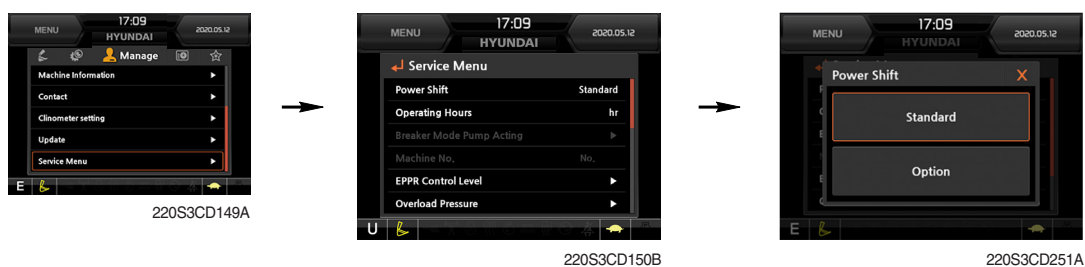 MENU
17:09
HYUNDAI
2020.05.12
Manage
Machine Information
Contact
Clinometer setting
Update
Service Menu
E
220S3CD149A
MENU
17:09
HYUNDAI
2020.05.12
Service Menu
Power Shift Standard
Operating Hours hr
Breaker Mode Pump Acting
Machine No. No.
EPPR Control Level
Overload Pressure
U
220S3CD150B
MENU
17:09
HYUNDAI
2020.05.12
Power Shift X
Standard
Option
E
220S3CD251A